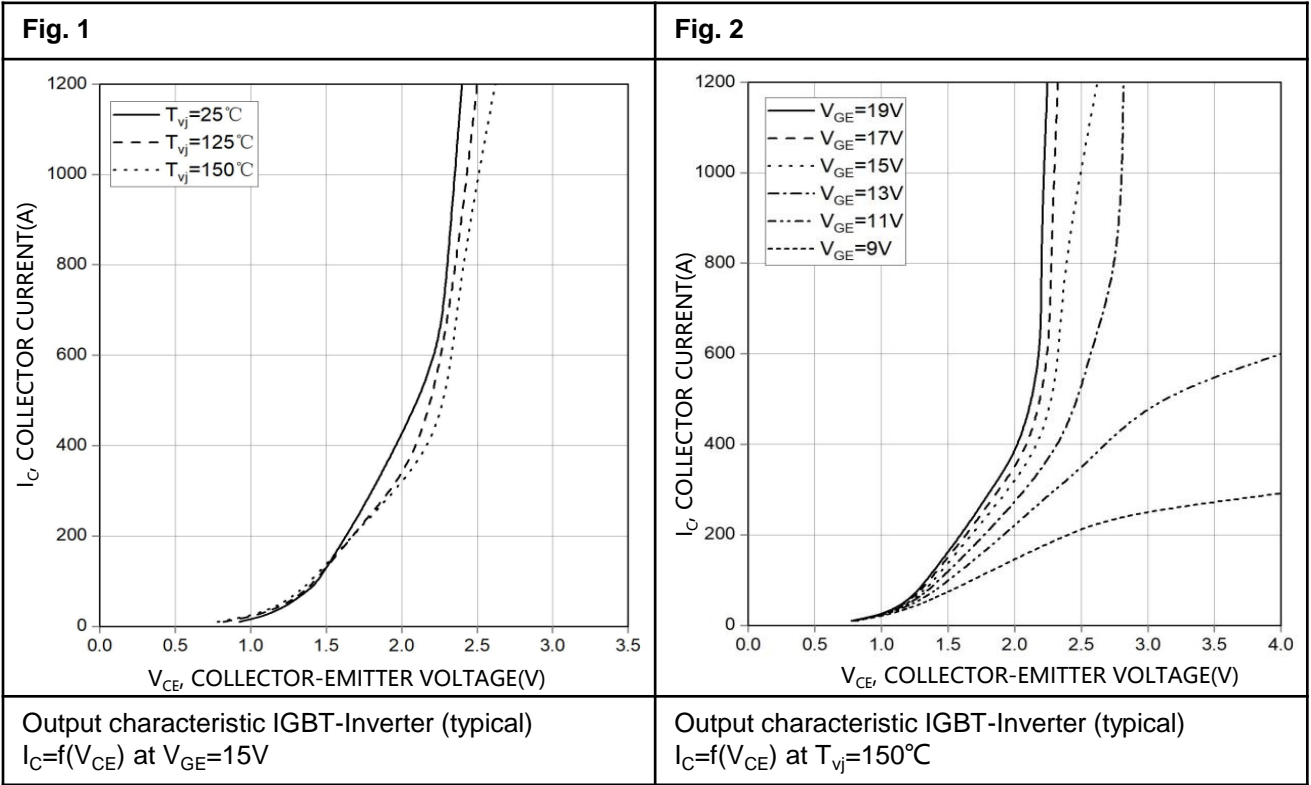 Fig. 1
1200
1000
800
600
400
200
0
0.0 0.5 1.0 1.5 2.0 2.5 3.0 3.5
I_C, COLLECTOR CURRENT(A)
V_CE, COLLECTOR-EMITTER VOLTAGE(V)
T_vj=25℃
T_vj=125℃
T_vj=150℃
Output characteristic IGBT-Inverter (typical)
I_C=f(V_CE) at V_GE=15V
Fig. 2
1200
1000
800
600
400
200
0
0.0 0.5 1.0 1.5 2.0 2.5 3.0 3.5 4.0
I_C, COLLECTOR CURRENT(A)
V_CE, COLLECTOR-EMITTER VOLTAGE(V)
V_GE=19V
V_GE=17V
V_GE=15V
V_GE=13V
V_GE=11V
V_GE=9V
Output characteristic IGBT-Inverter (typical)
I_C=f(V_CE) at T_vj=150℃